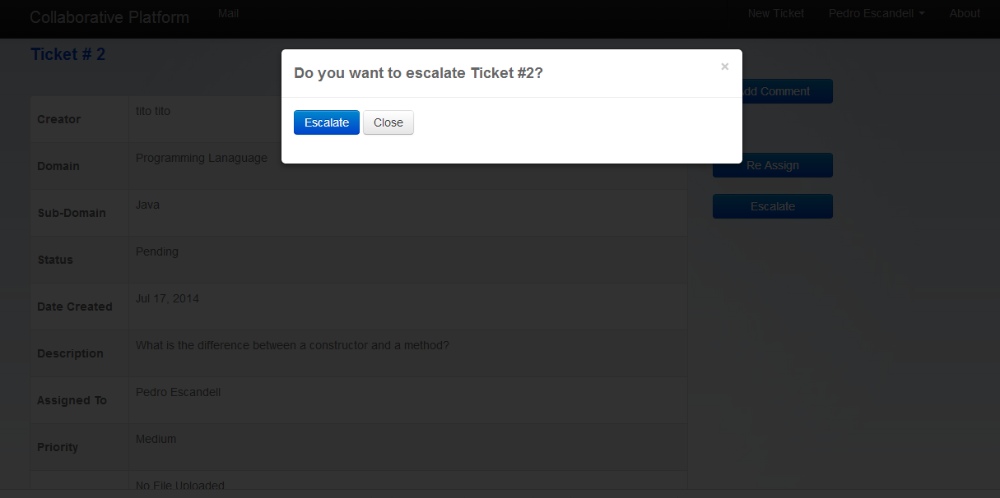 Collaborative Platform Mail New Ticket Pedro Escandell About
Ticket # 2
Do you want to escalate Ticket #2? ×
Escalate Close
dd Comment
Re Assign
Escalate
Creator tito tito
Domain Programming Lanaguage
Sub-Domain Java
Status Pending
Date Created Jul 17, 2014
Description What is the difference between a constructor and a method?
Assigned To Pedro Escandell
Priority Medium
No File Uploaded